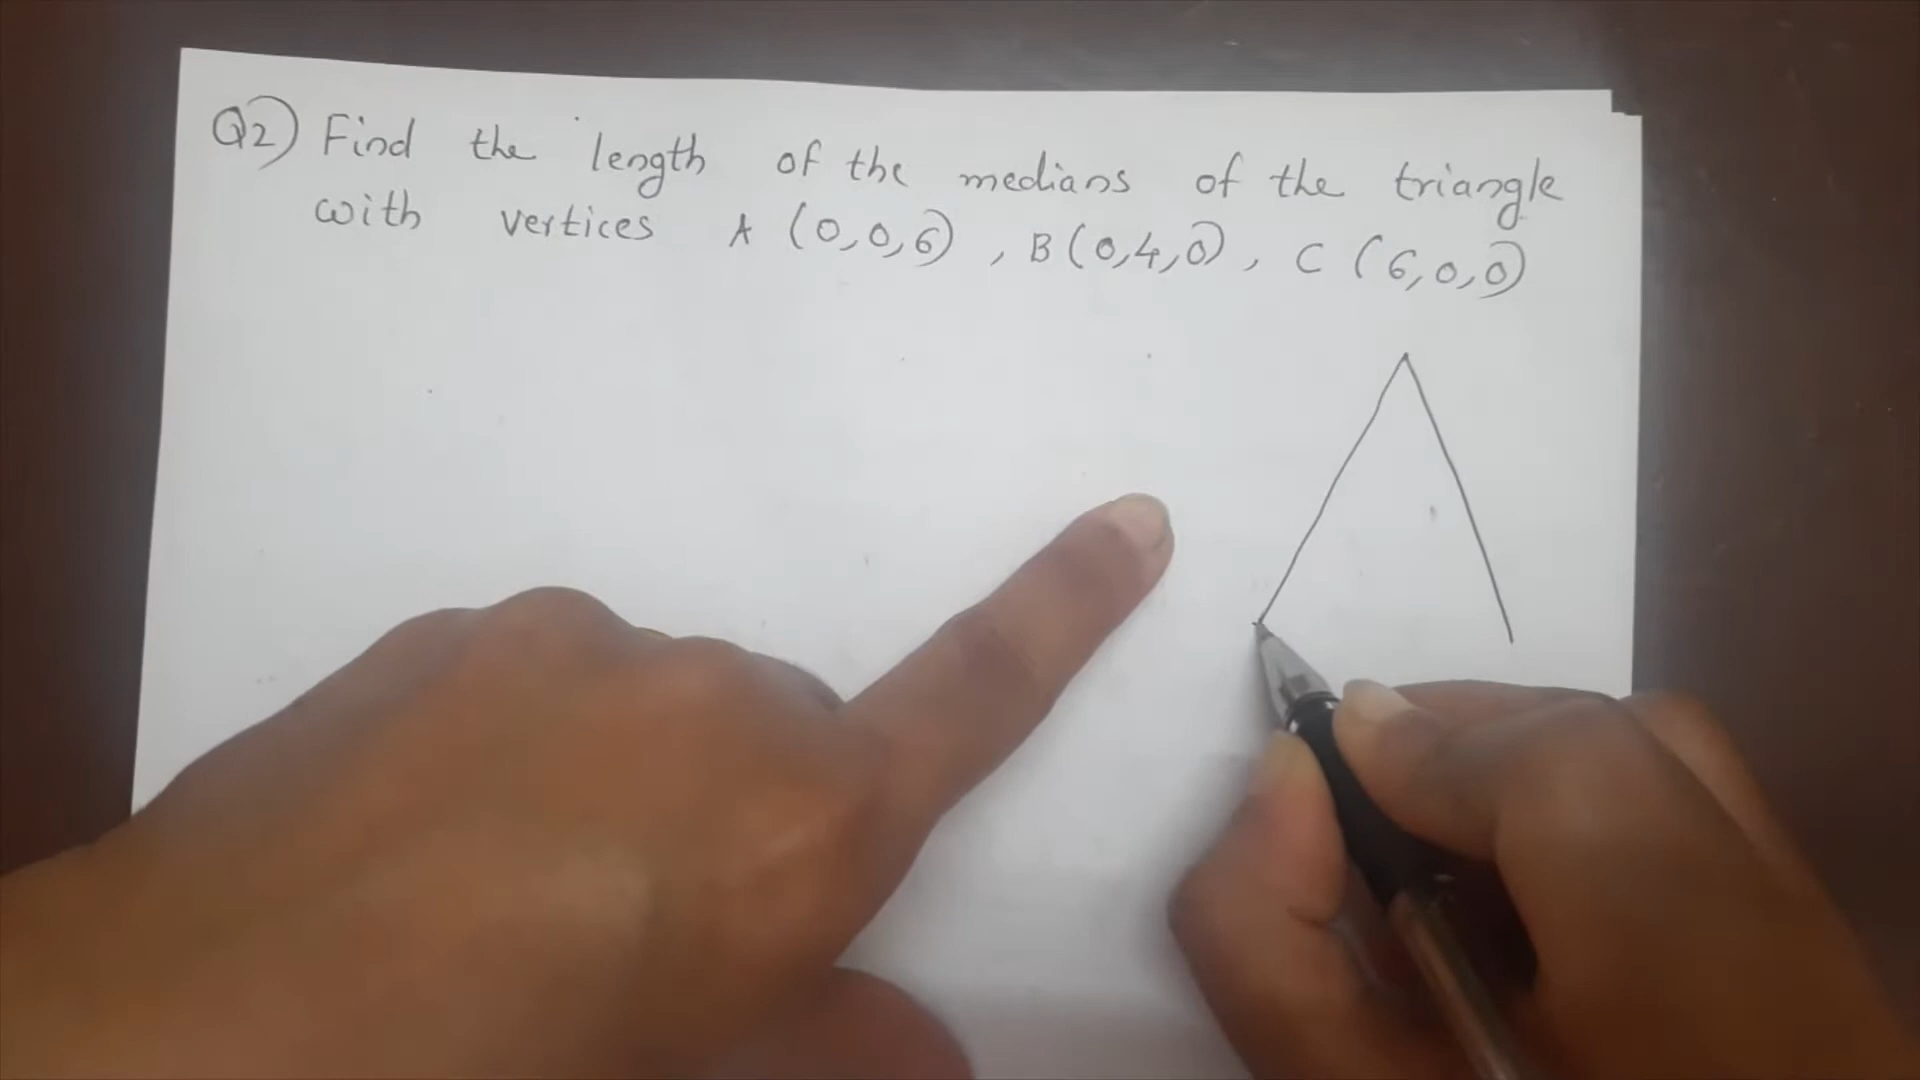 Q2) Find the length of the medians of the triangle
with vertices A (0,0,6) , B (0,4,0) , C (6,0,0)